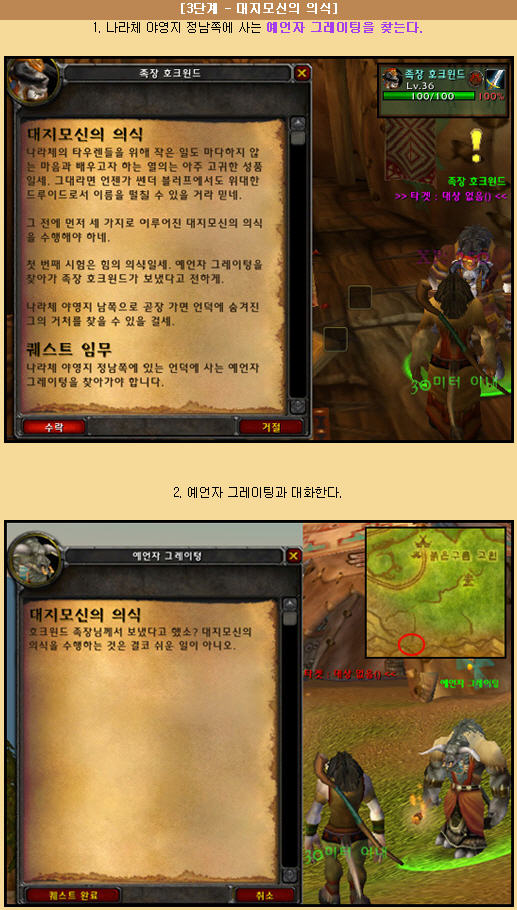 [3단계 - 대지모신의 의식]
1. 나라체 야영지 정남쪽에 사는 예언자 그레이팅을 찾는다.
족장 호크윈드
족장 호크윈드
Lv.36
100/100 100%
대지모신의 의식
나라체의 타우렌들을 위해 작은 일도 마다하지 않
는 마음과 배우고자 하는 열의는 아주 고귀한 성품
일세. 그대라면 언젠가 썬더 블러프에서도 위대한
드루이드로서 이름을 떨칠 수 있을 거라 믿네.
그 전에 먼저 세 가지로 이루어진 대지모신의 의식
을 수행해야 하네.
첫 번째 시험은 힘의 의식일세. 예언자 그레이팅을
찾아가 족장 호크윈드가 보냈다고 전하게.
나라체 야영지 남쪽으로 곧장 가면 언덕에 숨겨진
그의 거처를 찾을 수 있을 걸세.
퀘스트 임무
나라체 야영지 정남쪽에 있는 언덕에 사는 예언자
그레이팅을 찾아가야 합니다.
수락
거절
족장 호크윈드
>> 타겟 : 대상 없음() <<
30미터 이내
2. 예언자 그레이팅과 대화한다.
예언자 그레이팅
대지모신의 의식
호크윈드 족장님께서 보냈다고 했소? 대지모신의
의식을 수행하는 것은 결코 쉬운 일이 아니오.
퀘스트 완료
취소
붉은구름 고원
타겟 : 대상 없음() <<
예언자 그레이팅
30미터 이내